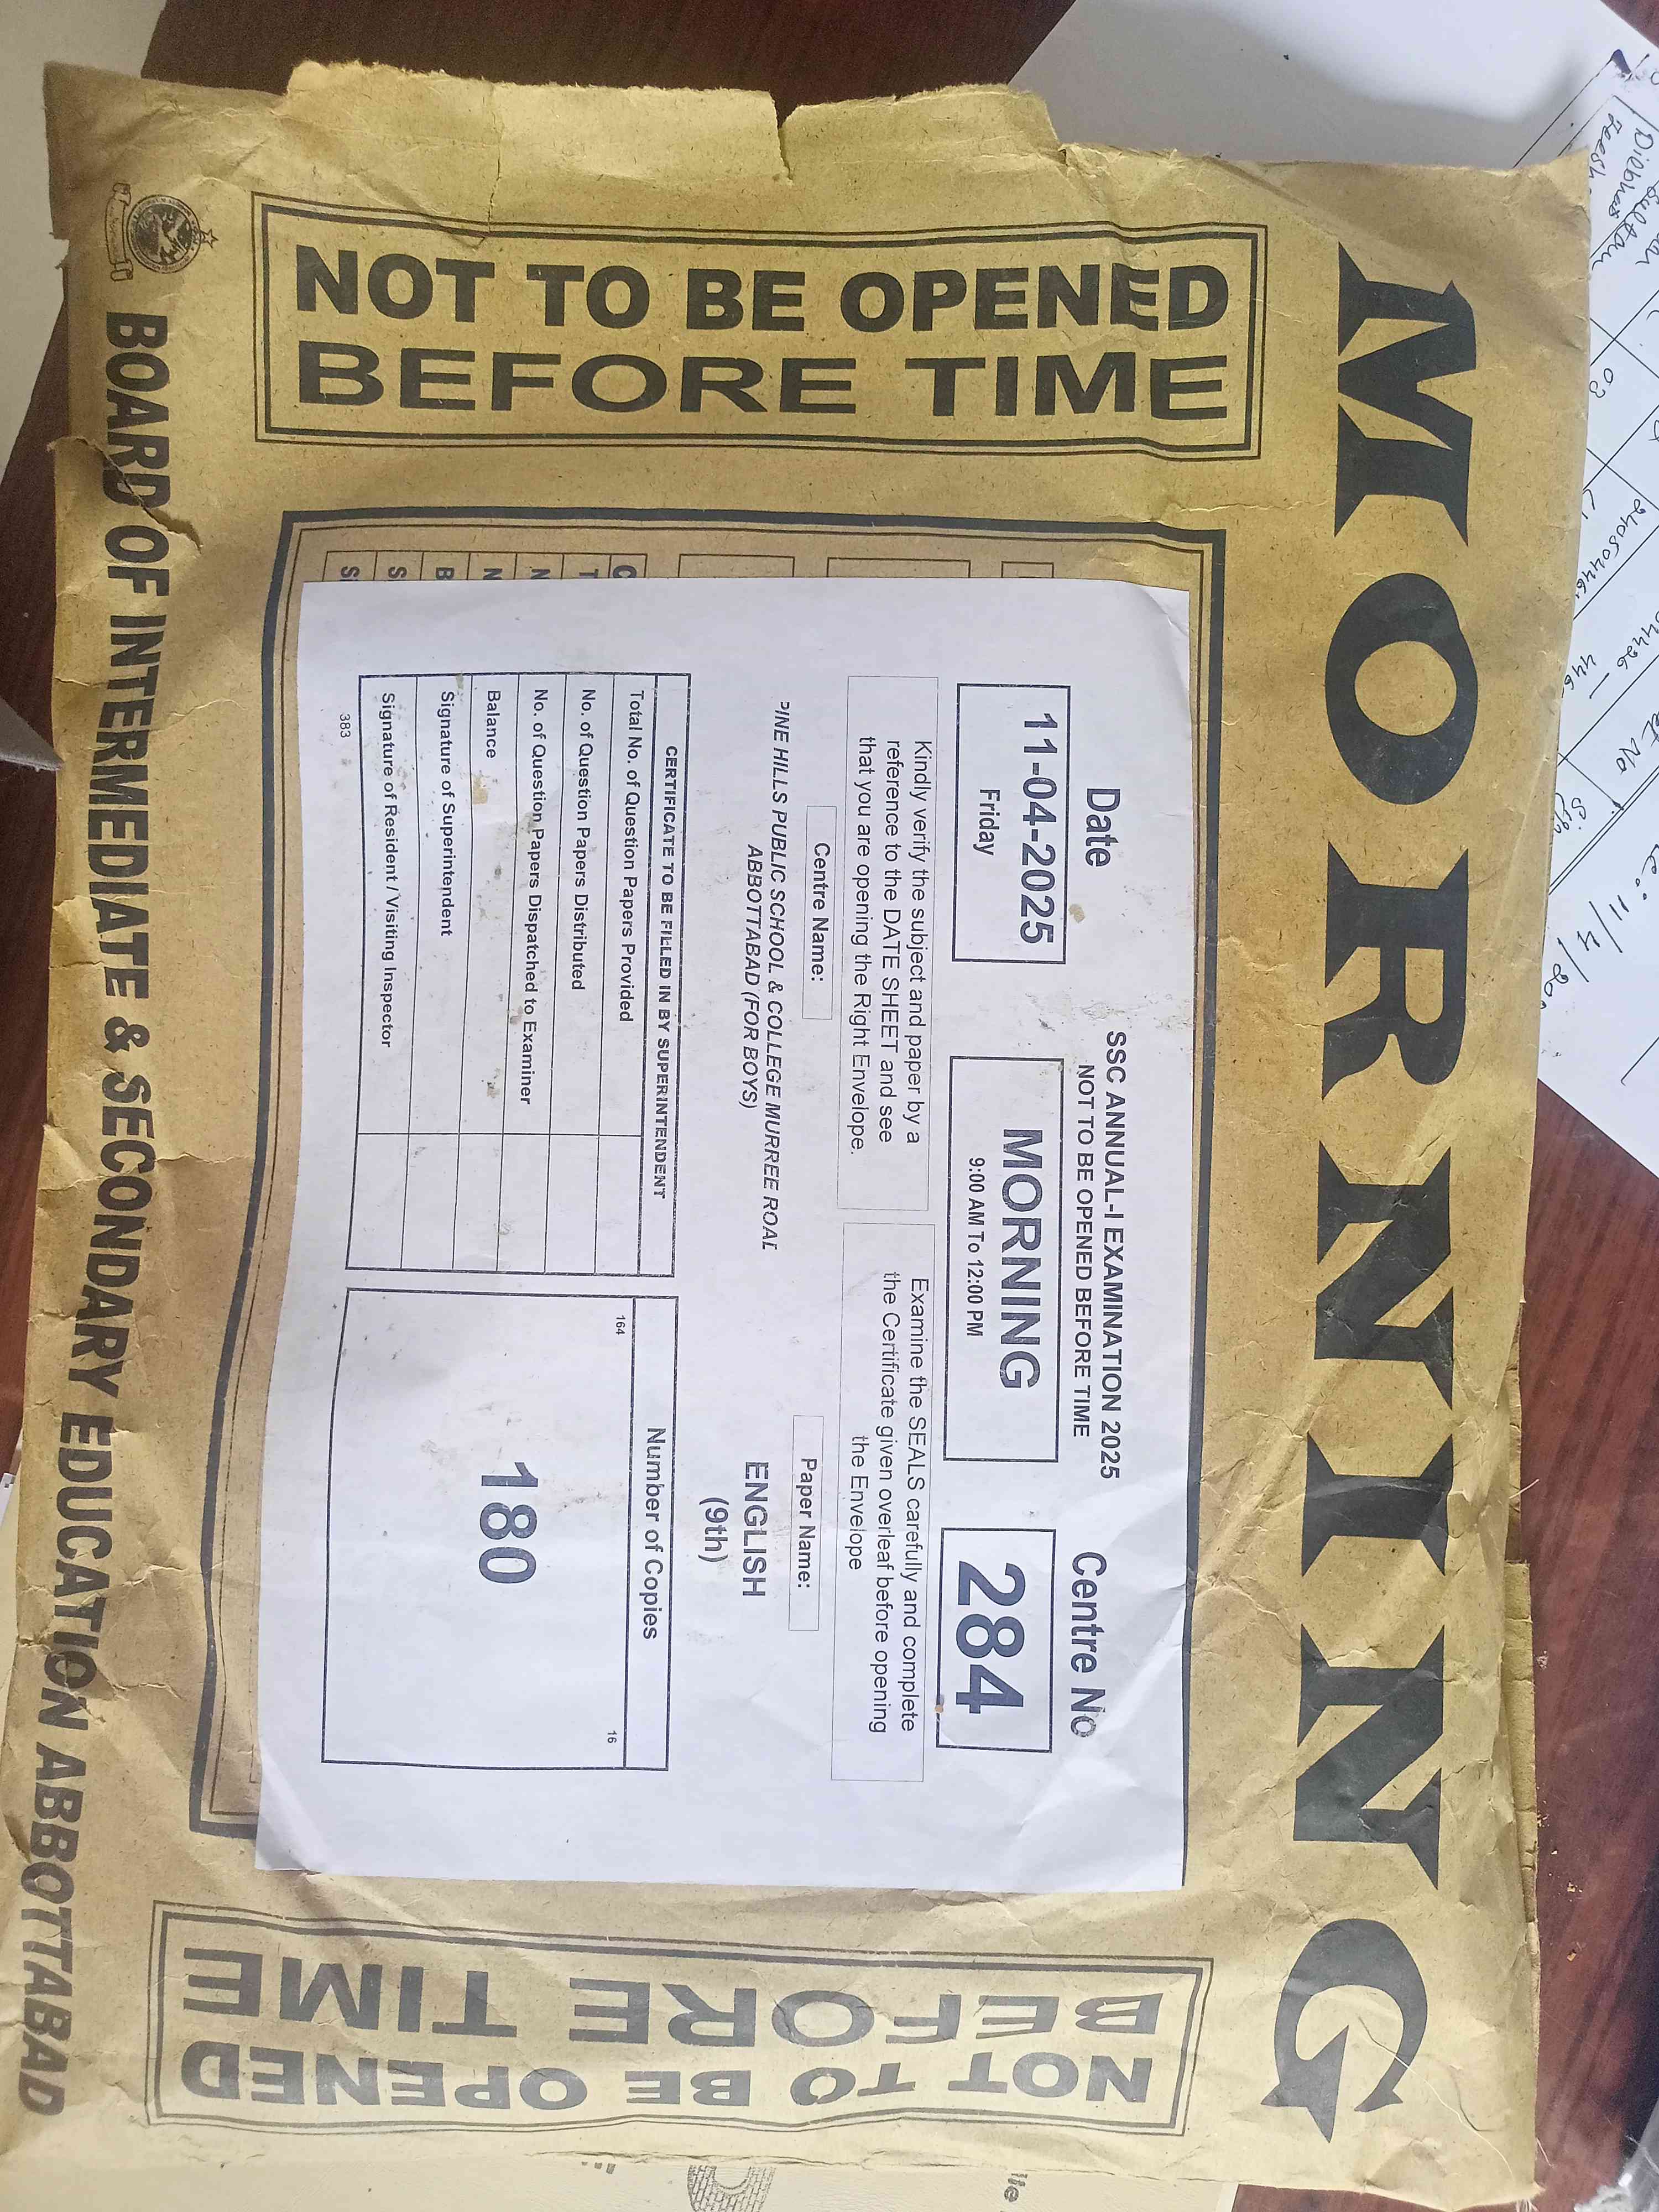 MORNING
NOT TO BE OPENED
BEFORE TIME
SSC ANNUAL-I EXAMINATION 2025
NOT TO BE OPENED BEFORE TIME
Date
11-04-2025
Friday
MORNING
9:00 AM To 12:00 PM
Centre No
284
Kindly verify the subject and paper by a
reference to the DATE SHEET and see
that you are opening the Right Envelope.
Examine the SEALS carefully and complete
the Certificate given overleaf before opening
the Envelope
Centre Name:
PINE HILLS PUBLIC SCHOOL & COLLEGE MURREE ROAD
ABBOTTABAD (FOR BOYS)
Paper Name:
ENGLISH
(9th)
CERTIFICATE TO BE FILLED IN BY SUPERINTENDENT
Total No. of Question Papers Provided
No. of Question Papers Distributed
No. of Question Papers Dispatched to Examiner
Balance
Signature of Superintendent
Signature of Resident / Visiting Inspector
383
Number of Copies
164
16
180
C
T
N
N
B
S
S
NOT TO BE OPENED
BEFORE TIME
BOARD OF INTERMEDIATE & SECONDARY EDUCATION ABBOTTABAD